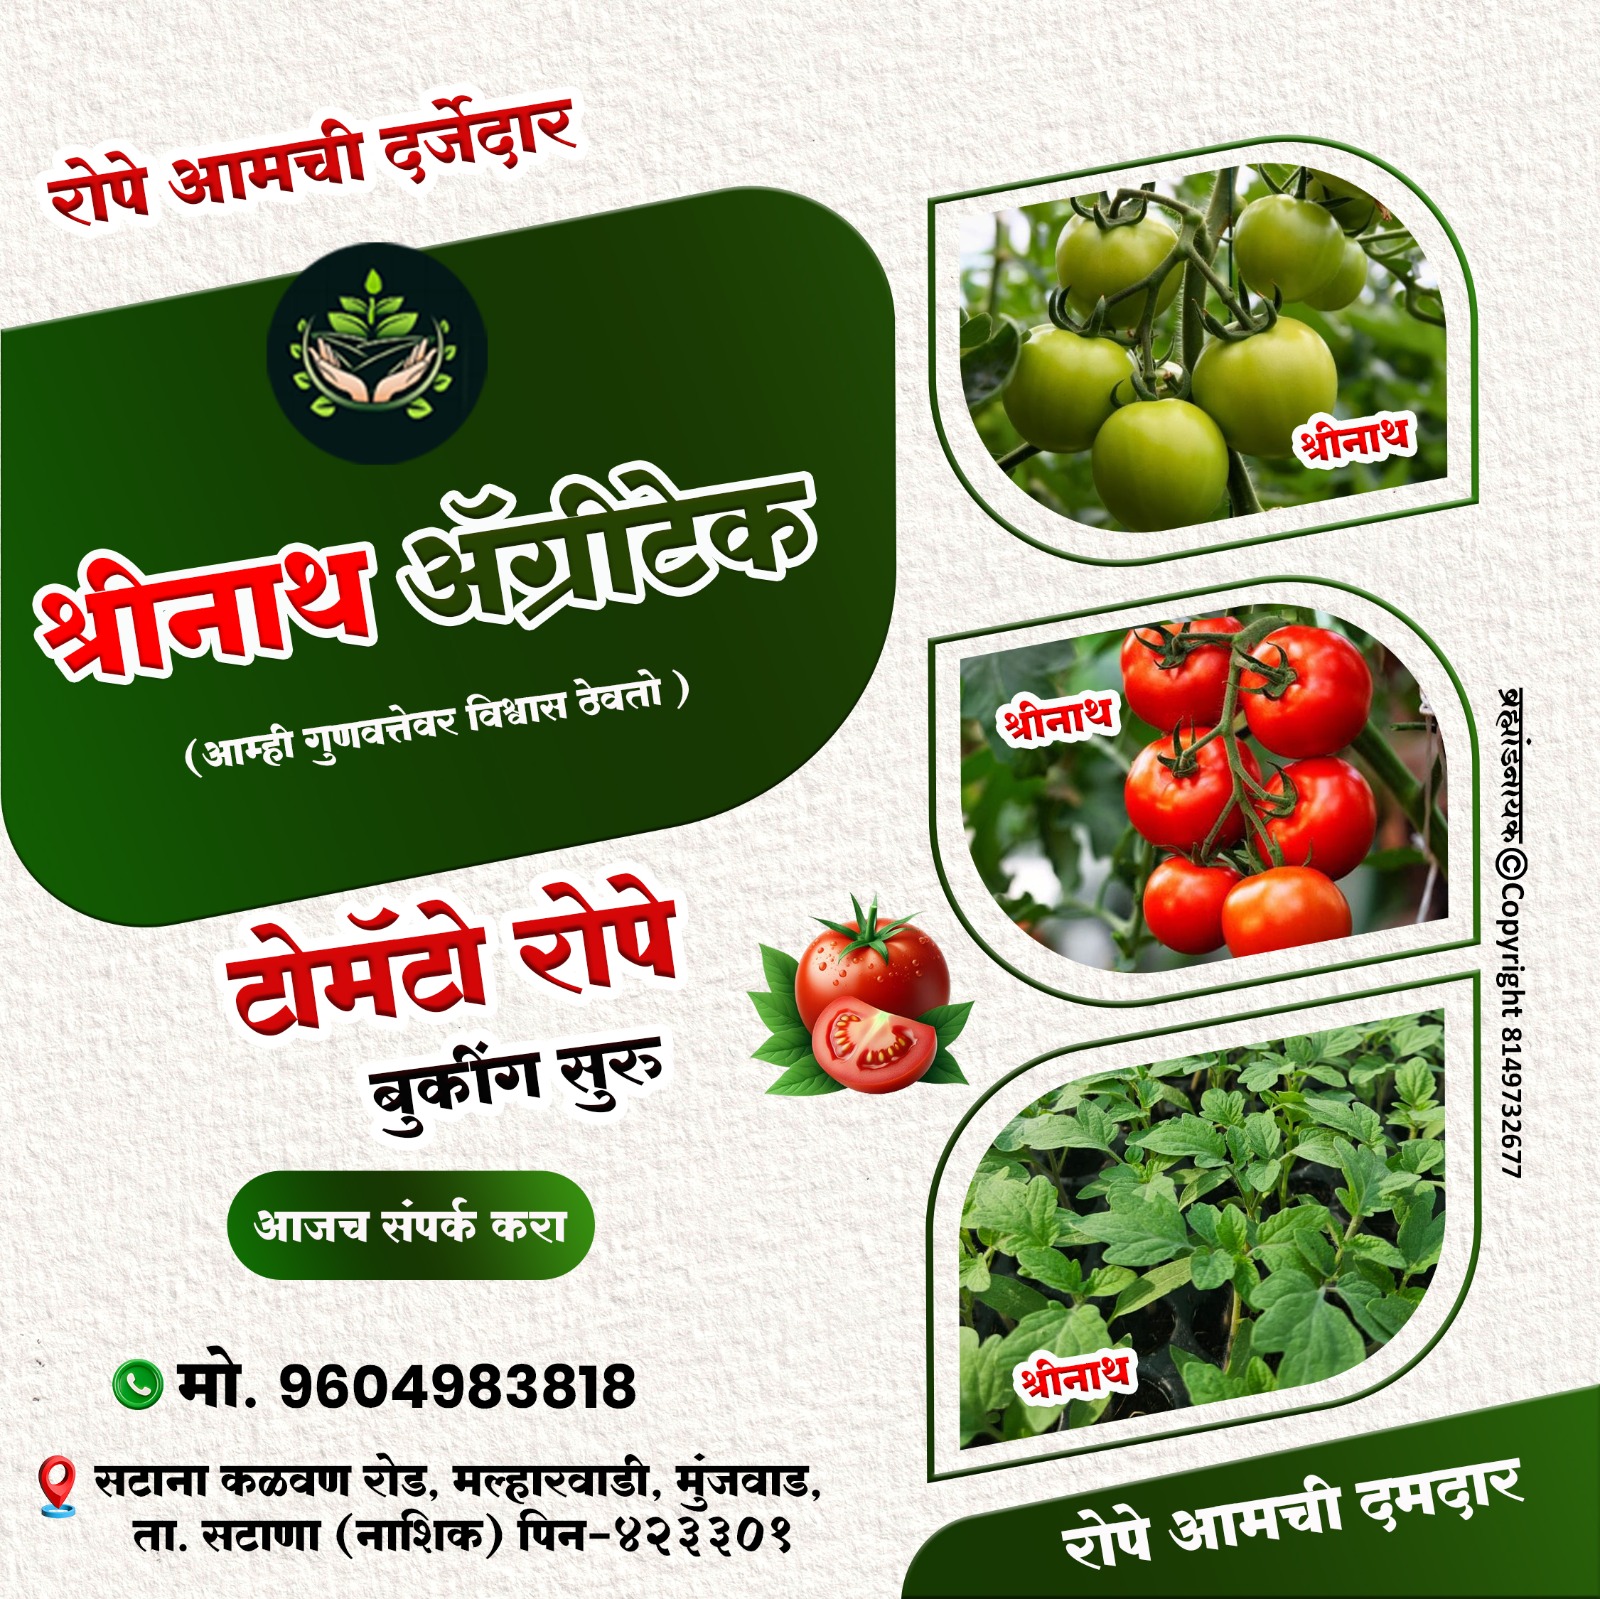 रोपे आमची दर्जेदार
श्रीनाथ ॲग्रीटेक
(आम्ही गुणवत्तेवर विश्वास ठेवतो )
टोमॅटो रोपे
बुकींग सुरु
आजच संपर्क करा
मो. 9604983818
सटाना कळवण रोड, मल्हारवाडी, मुंजवाड,
ता. सटाणा (नाशिक) पिन-४२३३०१
श्रीनाथ
श्रीनाथ
श्रीनाथ
ब्रह्मांडनायक©Copyright 8149732677
रोपे आमची दमदार